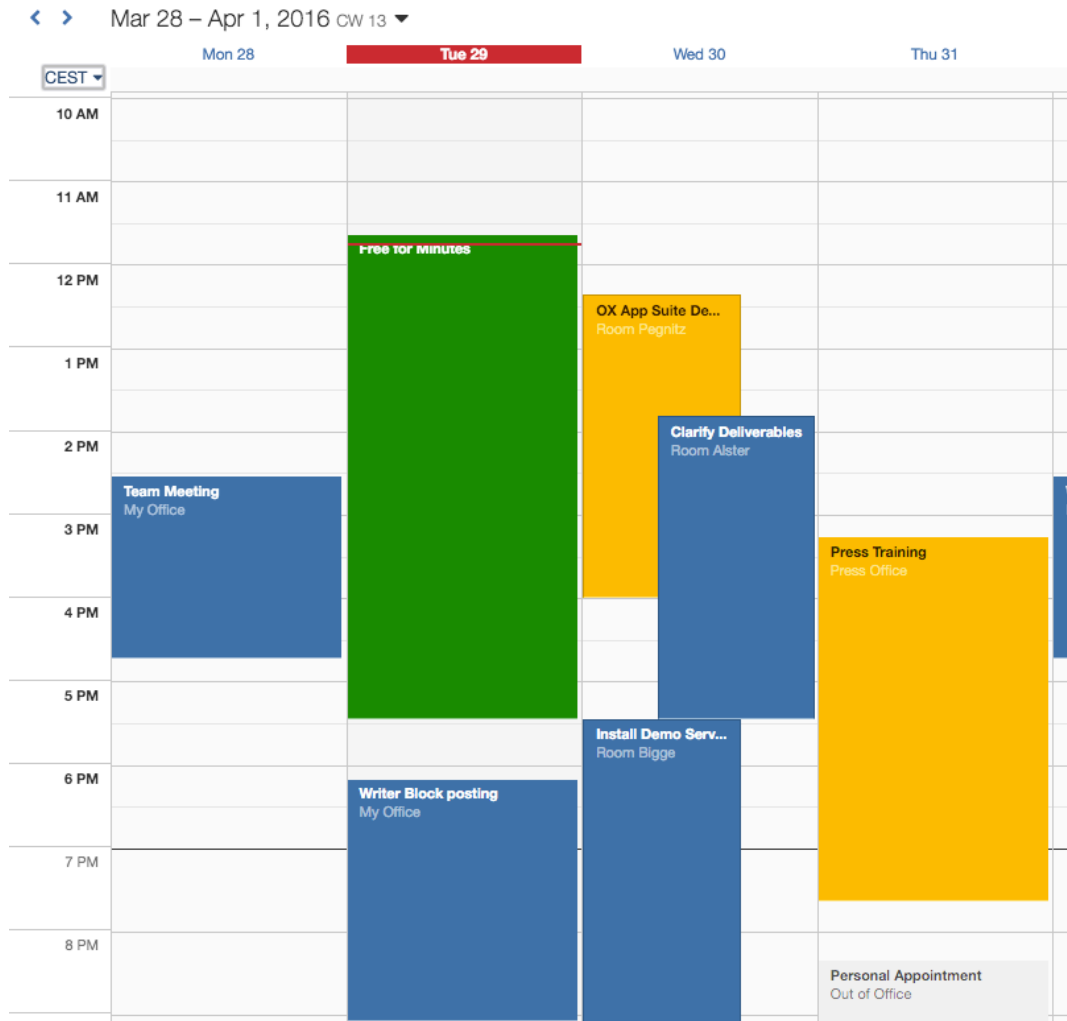 Mar 28 – Apr 1, 2016 CW 13
Mon 28
Tue 29
Wed 30
Thu 31
CEST
10 AM
11 AM
12 PM
1 PM
2 PM
3 PM
4 PM
5 PM
6 PM
7 PM
8 PM
Team Meeting
My Office
Free for Minutes
Writer Block posting
My Office
OX App Suite De...
Room Pegnitz
Clarify Deliverables
Room Alster
Install Demo Serv...
Room Bigge
Press Training
Press Office
Personal Appointment
Out of Office